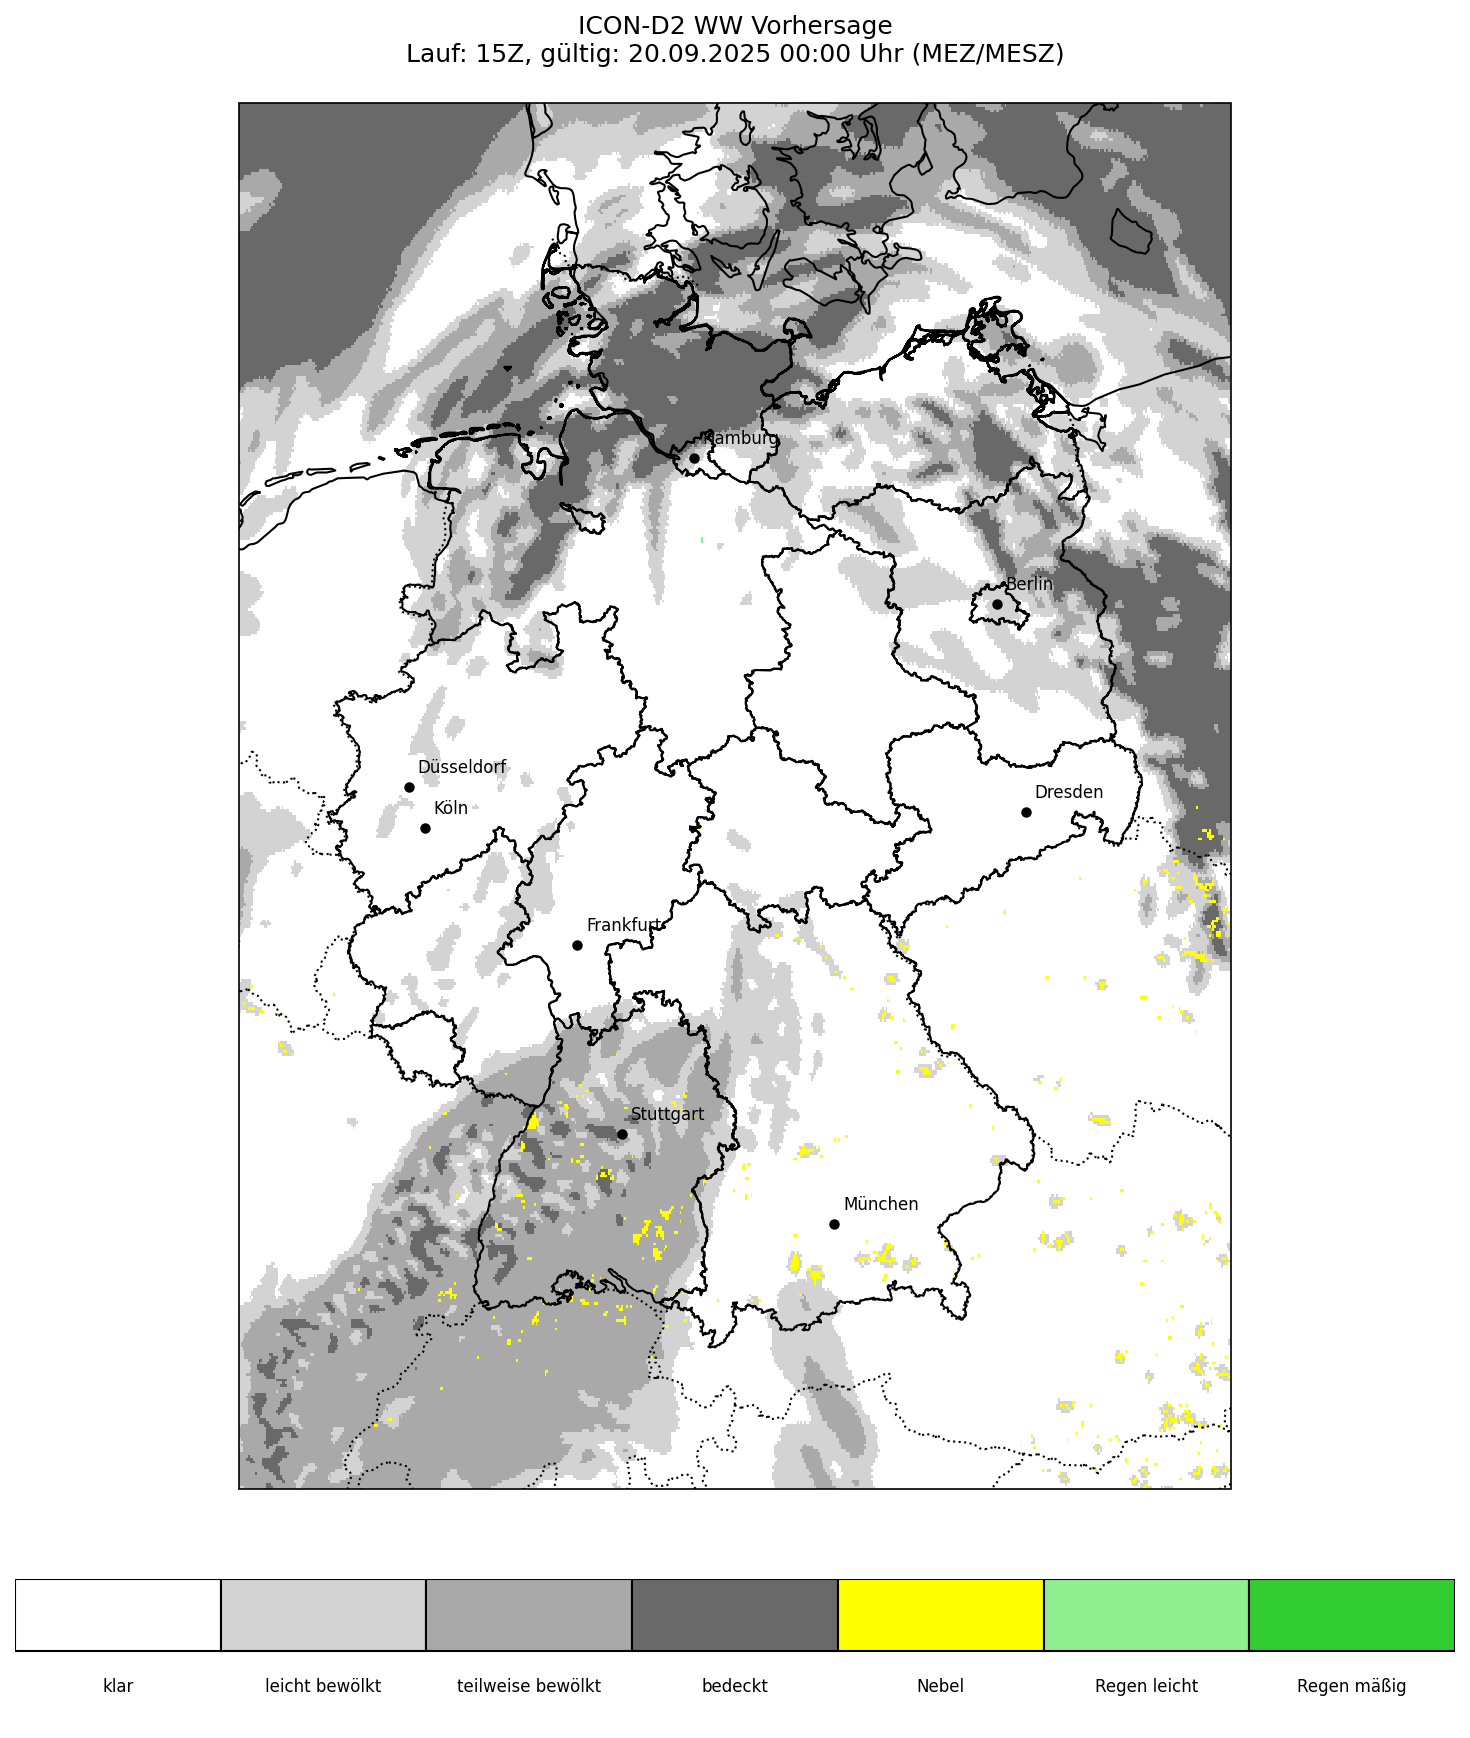 ICON-D2 WW Vorhersage
Lauf: 15Z, gültig: 20.09.2025 00:00 Uhr (MEZ/MESZ)
Hamburg
Berlin
Düsseldorf
Köln
Dresden
Frankfurt
Stuttgart
München
klar
leicht bewölkt
teilweise bewölkt
bedeckt
Nebel
Regen leicht
Regen mäßig